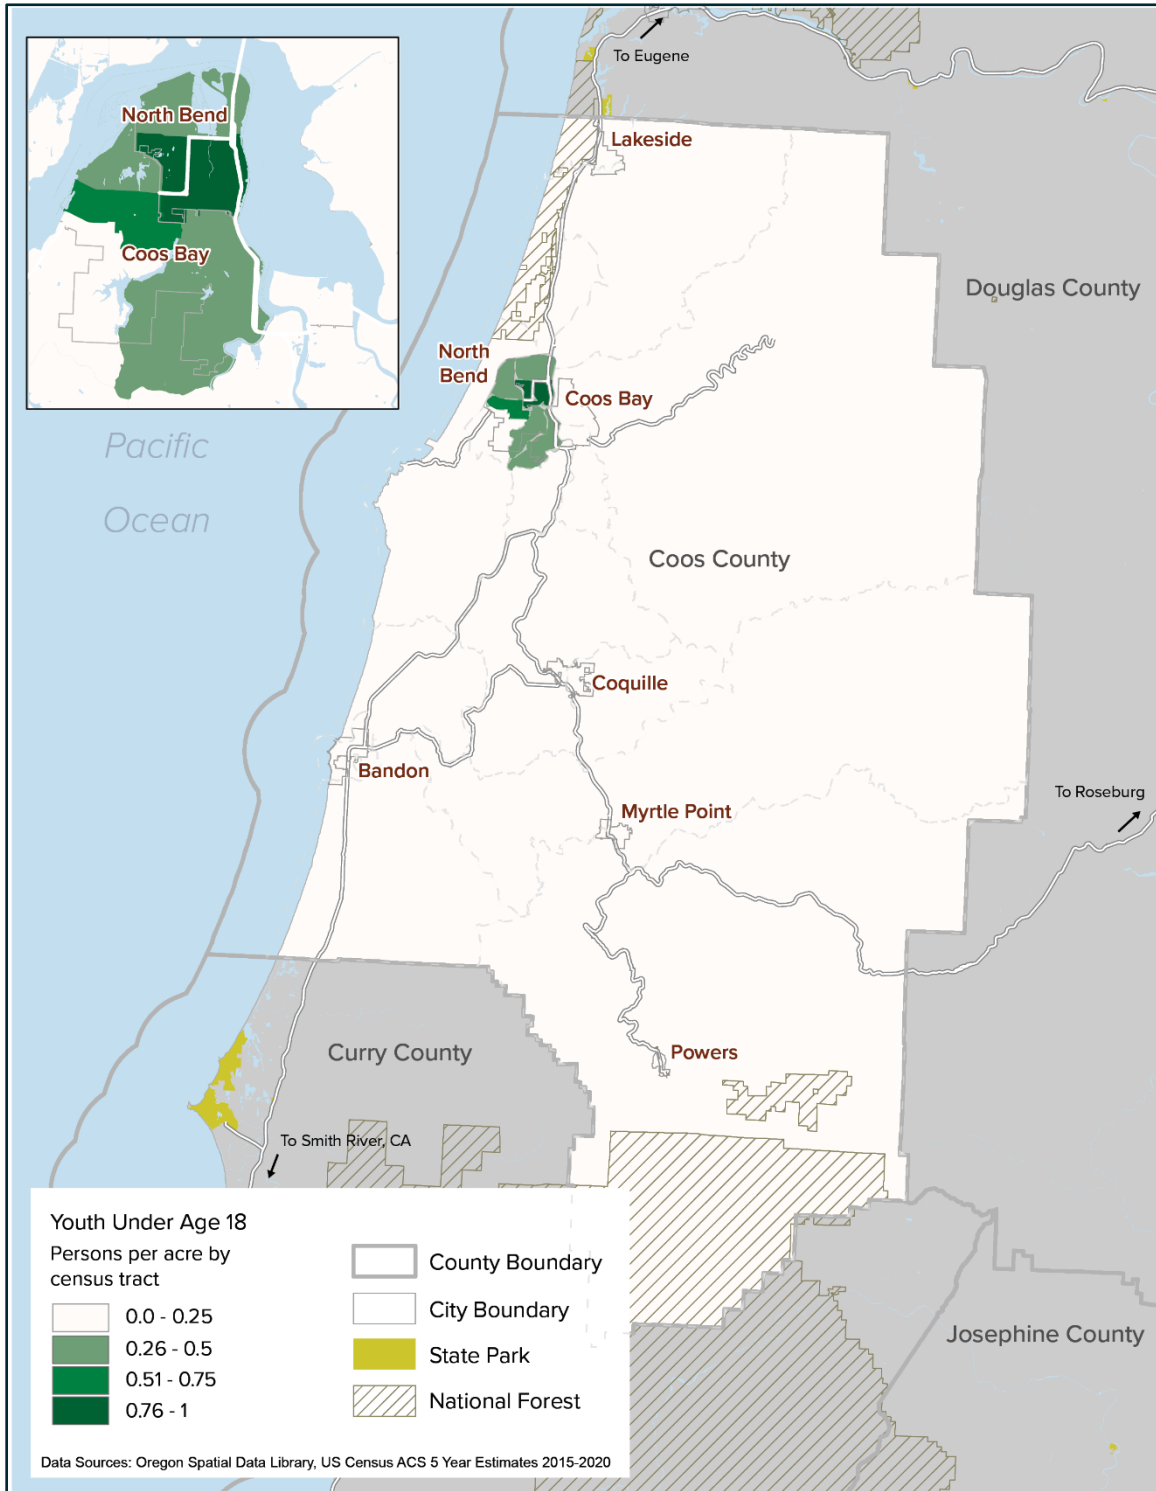 North Bend
Coos Bay
To Eugene
Lakeside
Douglas County
North
Bend
Coos Bay
Pacific
Ocean
Coos County
Coquille
Bandon
Myrtle Point
To Roseburg
Curry County
Powers
To Smith River, CA
Josephine County
Youth Under Age 18
Persons per acre by
census tract
0.0 - 0.25
0.26 - 0.5
0.51 - 0.75
0.76 - 1
County Boundary
City Boundary
State Park
National Forest
Data Sources: Oregon Spatial Data Library, US Census ACS 5 Year Estimates 2015-2020